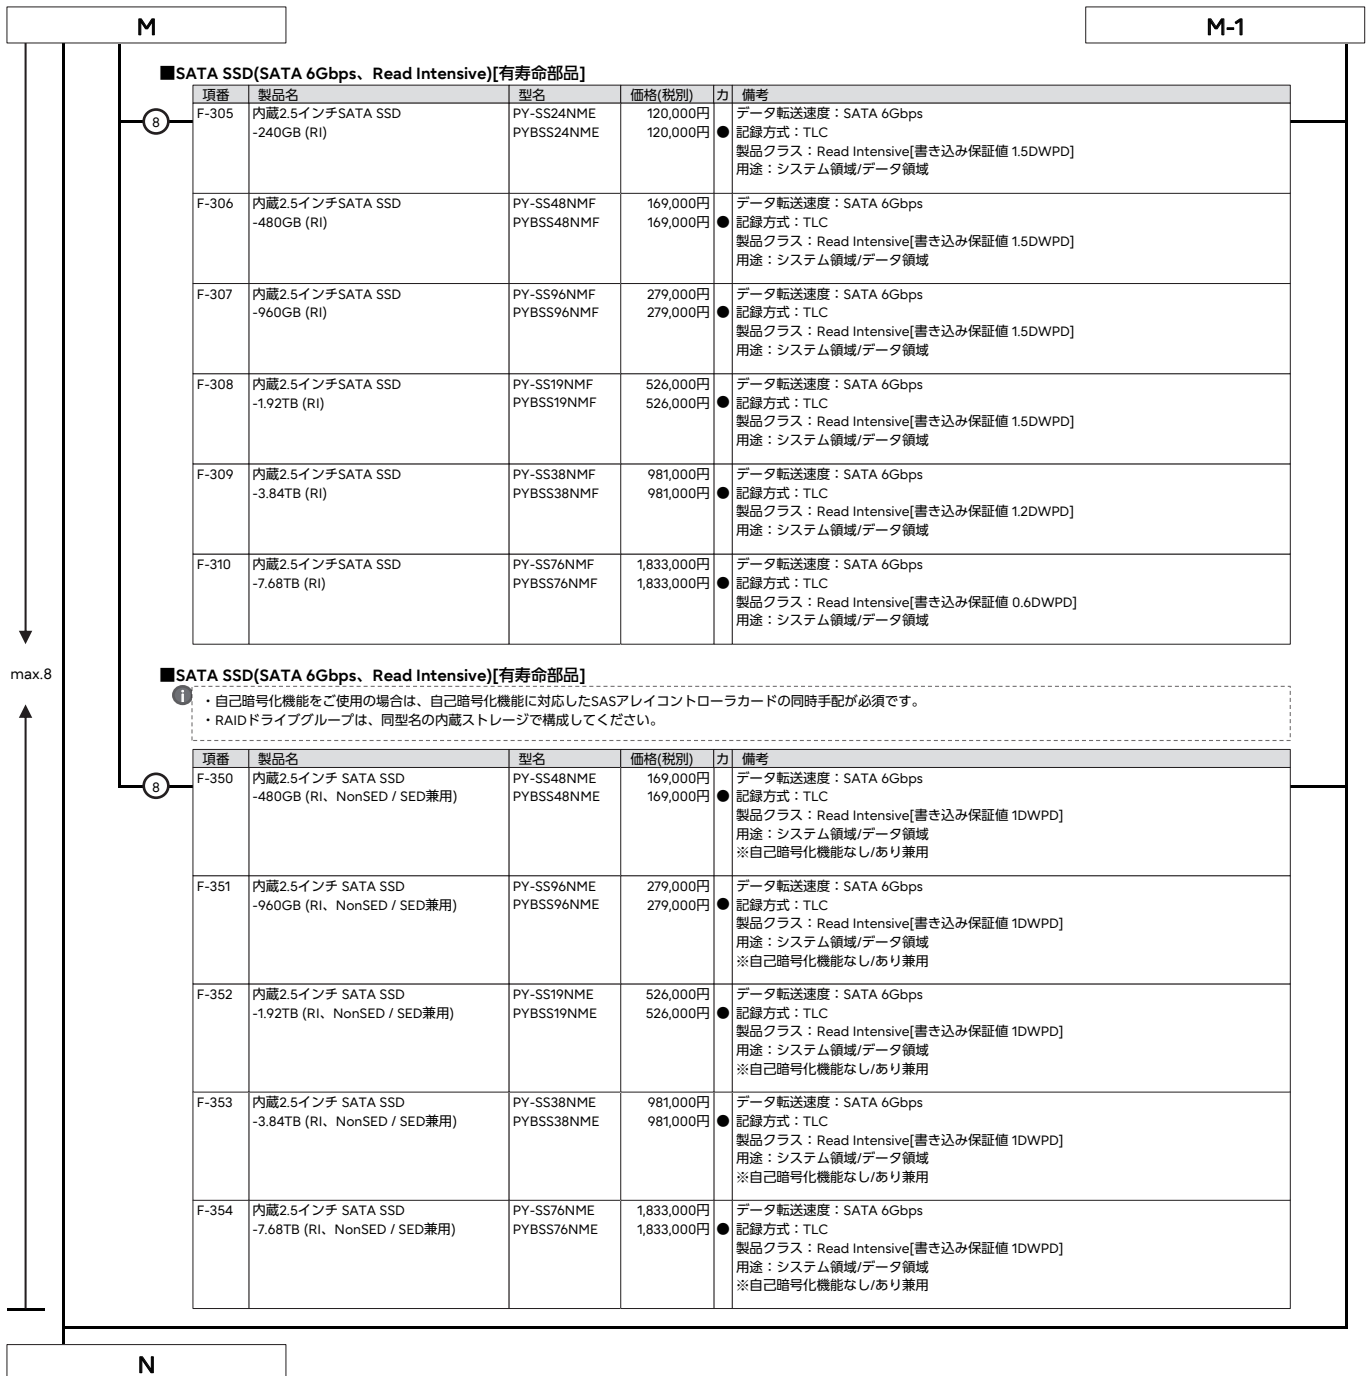 M
M-1
■SATA SSD(SATA 6Gbps、Read Intensive)[有寿命部品]
項番 製品名 型名 価格(税別) カ 備考
8
F-305 内蔵2.5インチSATA SSD PY-SS24NME 120,000円 データ転送速度：SATA 6Gbps
-240GB (RI) PYBSS24NME 120,000円 ● 記録方式：TLC
製品クラス：Read Intensive[書き込み保証値 1.5DWPD]
用途：システム領域/データ領域
F-306 内蔵2.5インチSATA SSD PY-SS48NMF 169,000円 データ転送速度：SATA 6Gbps
-480GB (RI) PYBSS48NMF 169,000円 ● 記録方式：TLC
製品クラス：Read Intensive[書き込み保証値 1.5DWPD]
用途：システム領域/データ領域
F-307 内蔵2.5インチSATA SSD PY-SS96NMF 279,000円 データ転送速度：SATA 6Gbps
-960GB (RI) PYBSS96NMF 279,000円 ● 記録方式：TLC
製品クラス：Read Intensive[書き込み保証値 1.5DWPD]
用途：システム領域/データ領域
F-308 内蔵2.5インチSATA SSD PY-SS19NMF 526,000円 データ転送速度：SATA 6Gbps
-1.92TB (RI) PYBSS19NMF 526,000円 ● 記録方式：TLC
製品クラス：Read Intensive[書き込み保証値 1.5DWPD]
用途：システム領域/データ領域
F-309 内蔵2.5インチSATA SSD PY-SS38NMF 981,000円 データ転送速度：SATA 6Gbps
-3.84TB (RI) PYBSS38NMF 981,000円 ● 記録方式：TLC
製品クラス：Read Intensive[書き込み保証値 1.2DWPD]
用途：システム領域/データ領域
F-310 内蔵2.5インチSATA SSD PY-SS76NMF 1,833,000円 データ転送速度：SATA 6Gbps
-7.68TB (RI) PYBSS76NMF 1,833,000円 ● 記録方式：TLC
製品クラス：Read Intensive[書き込み保証値 0.6DWPD]
用途：システム領域/データ領域
max.8
■SATA SSD(SATA 6Gbps、Read Intensive)[有寿命部品]
・自己暗号化機能をご使用の場合は、自己暗号化機能に対応したSASアレイコントローラカードの同時手配が必須です。
・RAIDドライブグループは、同型名の内蔵ストレージで構成してください。
項番 製品名 型名 価格(税別) カ 備考
8
F-350 内蔵2.5インチ SATA SSD PY-SS48NME 169,000円 データ転送速度：SATA 6Gbps
-480GB (RI、NonSED / SED兼用) PYBSS48NME 169,000円 ● 記録方式：TLC
製品クラス：Read Intensive[書き込み保証値 1DWPD]
用途：システム領域/データ領域
※自己暗号化機能なし/あり兼用
F-351 内蔵2.5インチ SATA SSD PY-SS96NME 279,000円 データ転送速度：SATA 6Gbps
-960GB (RI、NonSED / SED兼用) PYBSS96NME 279,000円 ● 記録方式：TLC
製品クラス：Read Intensive[書き込み保証値 1DWPD]
用途：システム領域/データ領域
※自己暗号化機能なし/あり兼用
F-352 内蔵2.5インチ SATA SSD PY-SS19NME 526,000円 データ転送速度：SATA 6Gbps
-1.92TB (RI、NonSED / SED兼用) PYBSS19NME 526,000円 ● 記録方式：TLC
製品クラス：Read Intensive[書き込み保証値 1DWPD]
用途：システム領域/データ領域
※自己暗号化機能なし/あり兼用
F-353 内蔵2.5インチ SATA SSD PY-SS38NME 981,000円 データ転送速度：SATA 6Gbps
-3.84TB (RI、NonSED / SED兼用) PYBSS38NME 981,000円 ● 記録方式：TLC
製品クラス：Read Intensive[書き込み保証値 1DWPD]
用途：システム領域/データ領域
※自己暗号化機能なし/あり兼用
F-354 内蔵2.5インチ SATA SSD PY-SS76NME 1,833,000円 データ転送速度：SATA 6Gbps
-7.68TB (RI、NonSED / SED兼用) PYBSS76NME 1,833,000円 ● 記録方式：TLC
製品クラス：Read Intensive[書き込み保証値 1DWPD]
用途：システム領域/データ領域
※自己暗号化機能なし/あり兼用
N